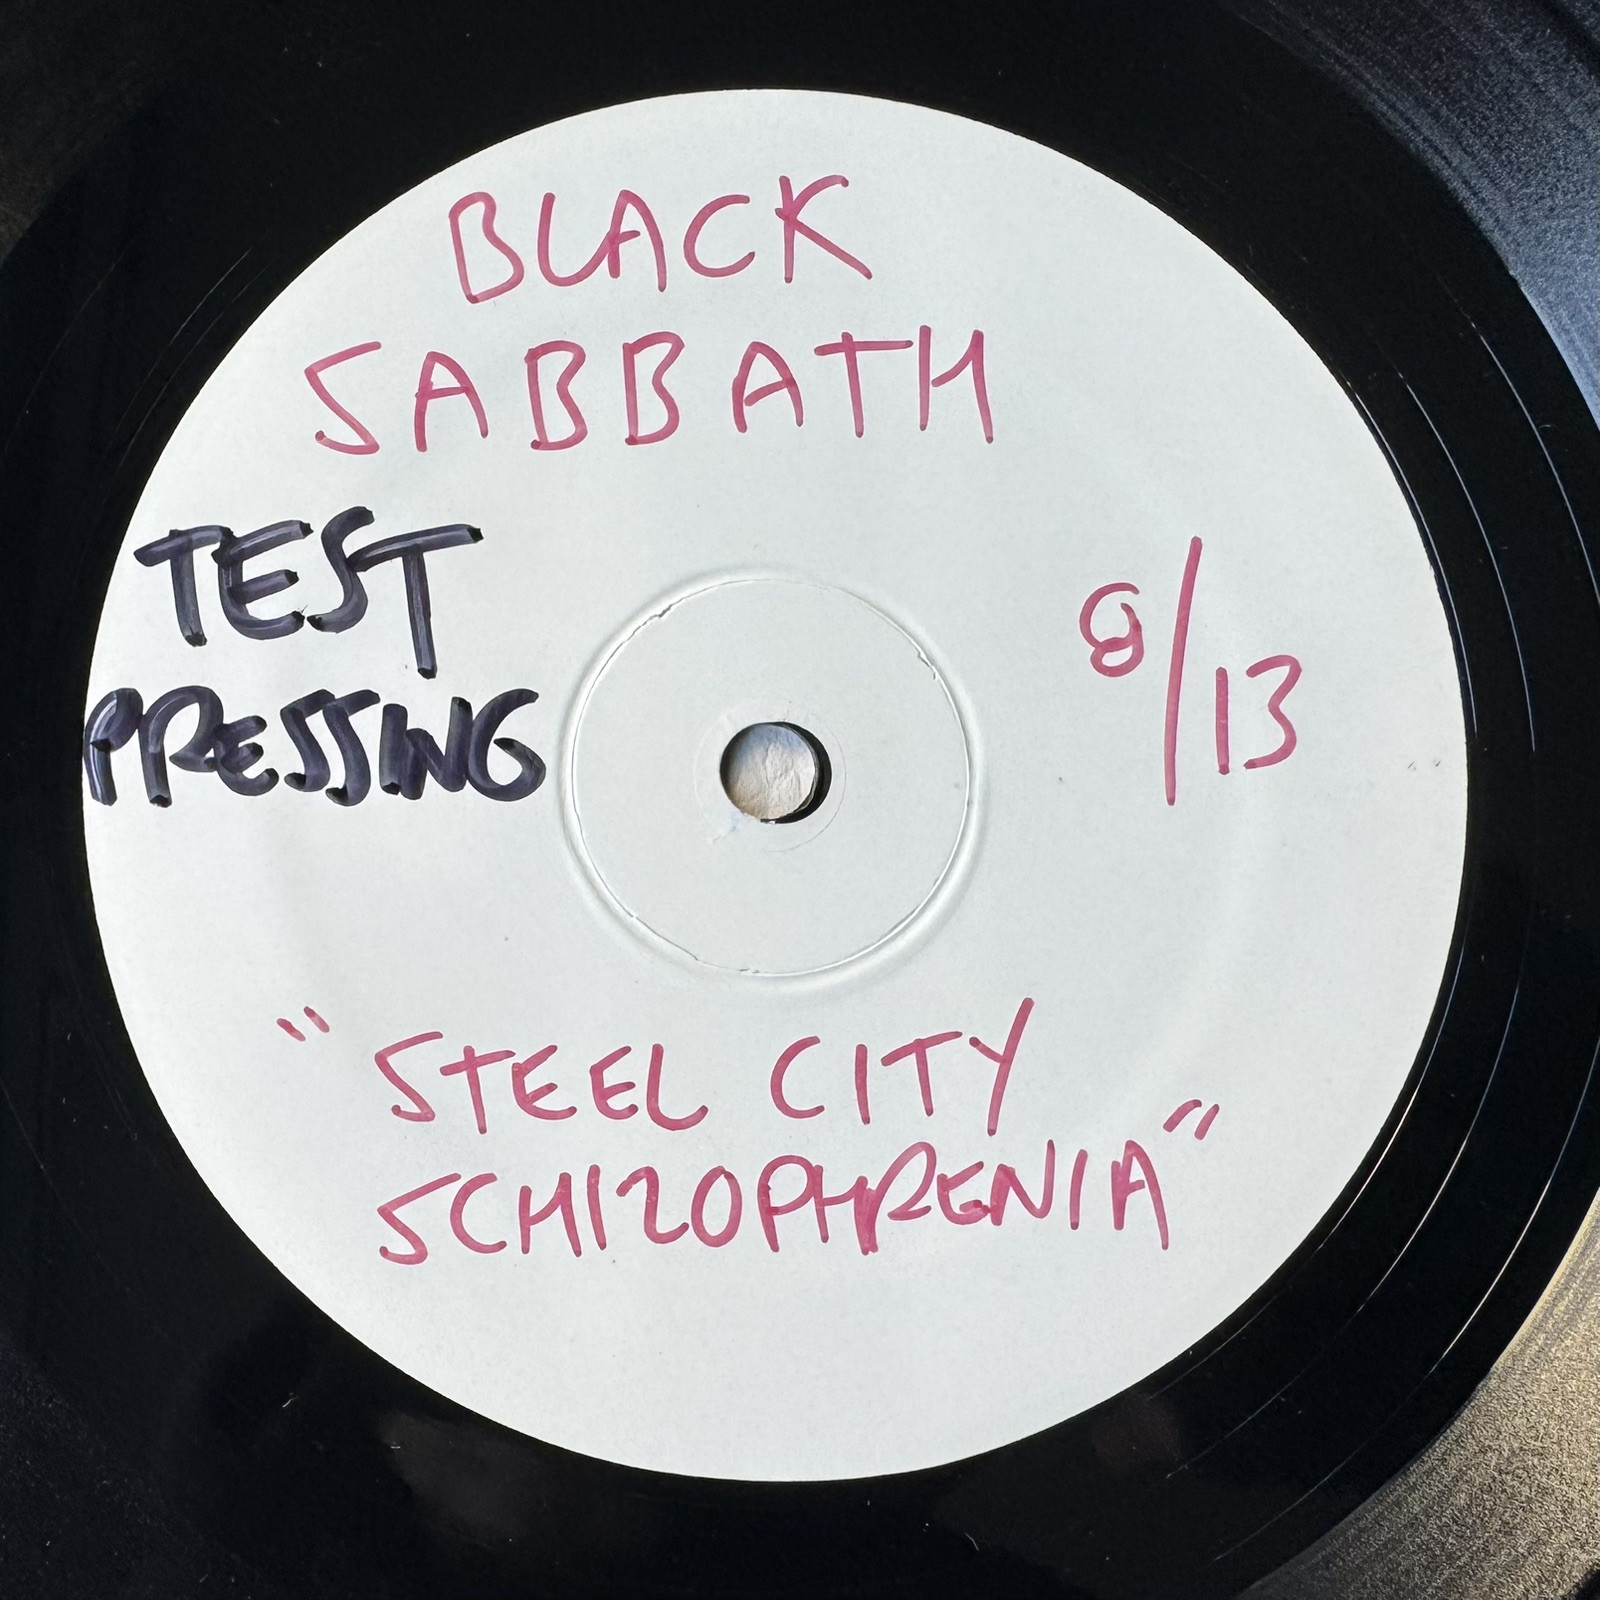 BLACK
SABBATH
TEST
PRESSING
8/13
"STEEL CITY
SCHIZOPHRENIA"